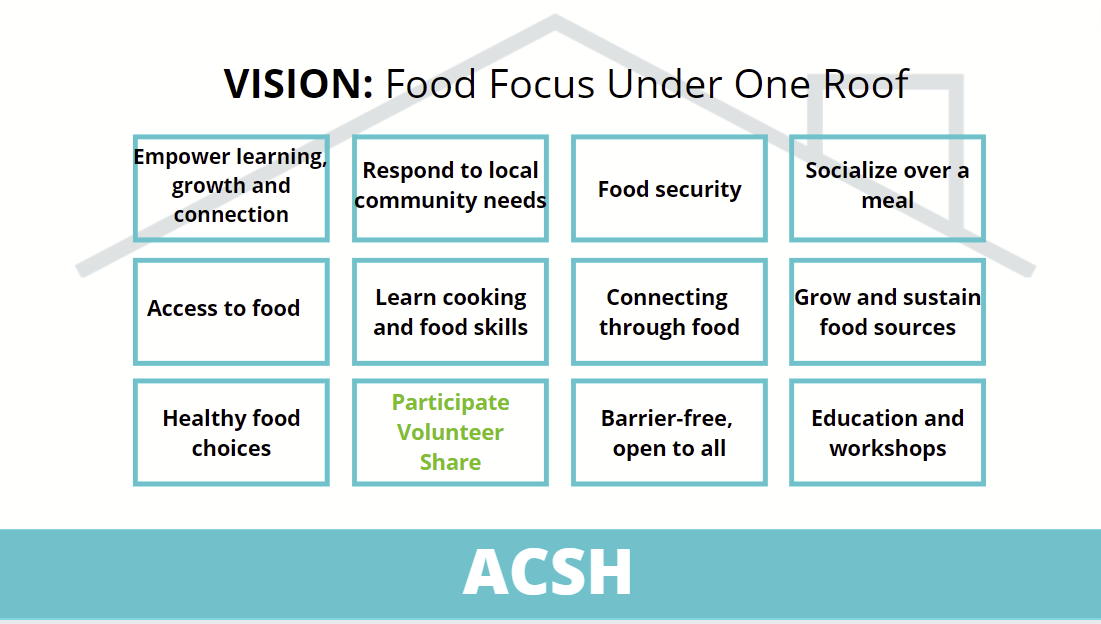 VISION: Food Focus Under One Roof
Empower learning,
growth and
connection
Respond to local
community needs
Food security
Socialize over a
meal
Access to food
Learn cooking
and food skills
Connecting
through food
Grow and sustain
food sources
Healthy food
choices
Participate
Volunteer
Share
Barrier-free,
open to all
Education and
workshops
ACSH